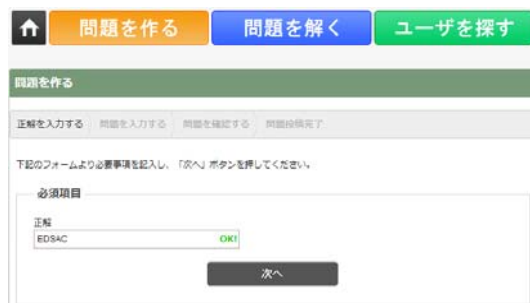 問題を作る 問題を解く ユーザを探す
問題を作る
正解を入力する 問題を入力する 問題を確認する 問題投稿完了
下記のフォームより必要事項を記入し、「次へ」ボタンを押してください。
必須項目
正解
EDSAC OK!
次へ